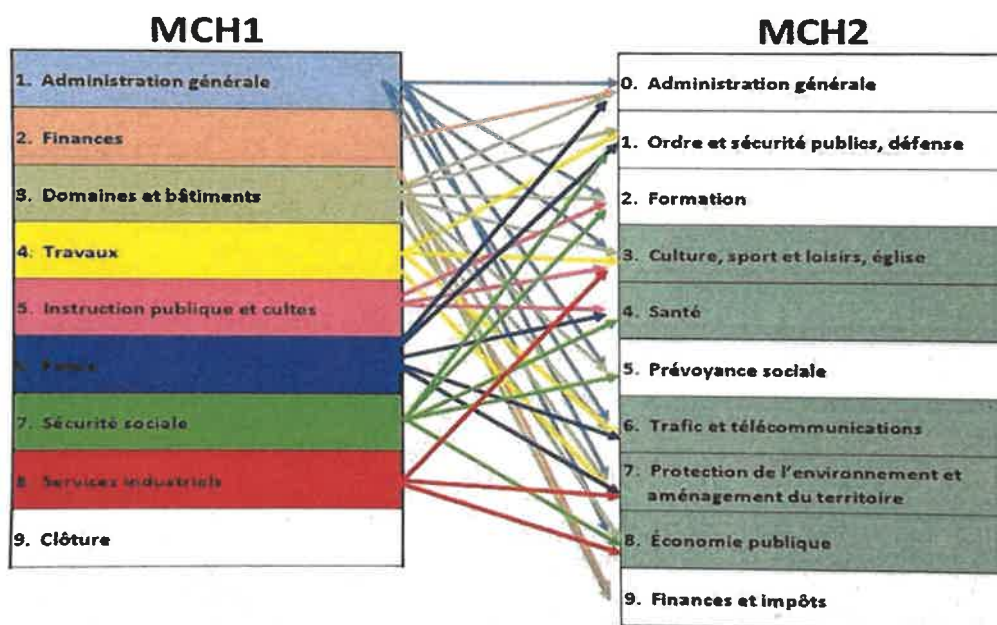 MCH1
1. Administration générale
2. Finances
3. Domaines et bâtiments
4. Travaux
5. Instruction publique et cultes
7. Sécurité sociale
8. Services industriels
9. Clôture
MCH2
0. Administration générale
1. Ordre et sécurité publics, défense
2. Formation
3. Culture, sport et loisirs, église
4. Santé
5. Prévoyance sociale
6. Trafic et télécommunications
7. Protection de l'environnement et
aménagement du territoire
8. Économie publique
9. Finances et impôts